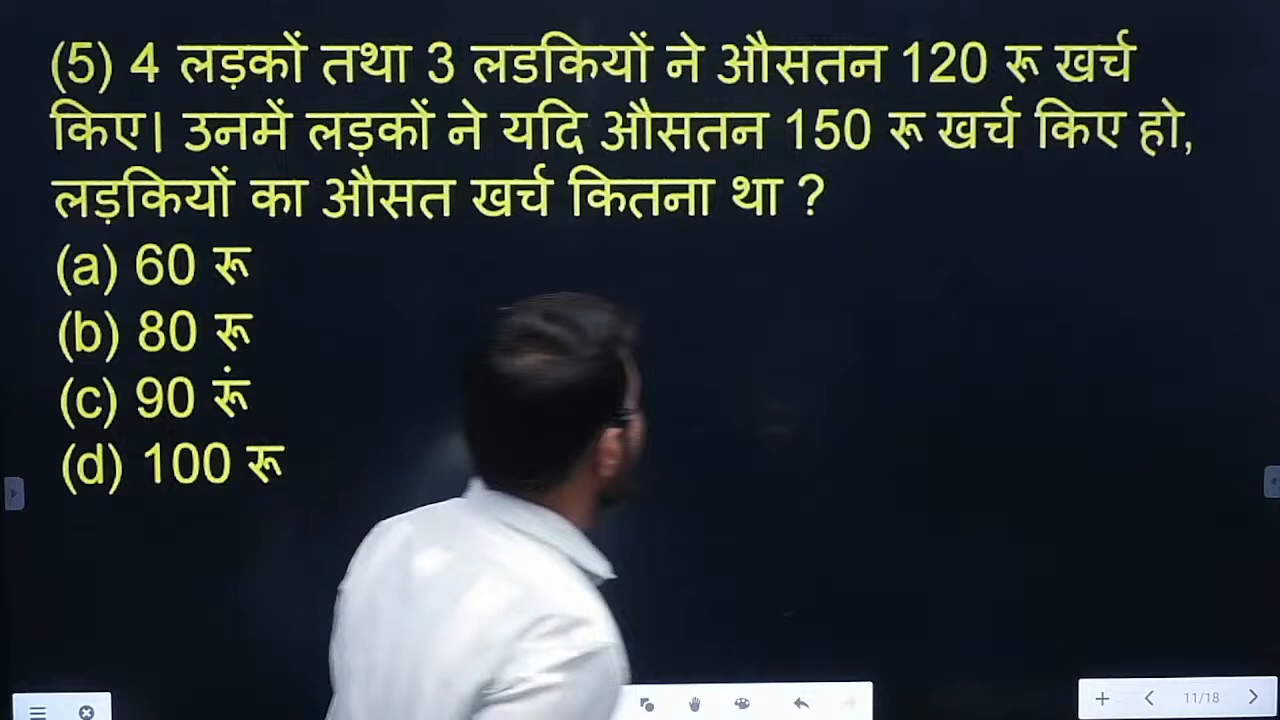 (5) 4 लड़कों तथा 3 लडकियों ने औसतन 120 रू खर्च
किए। उनमें लड़कों ने यदि औसतन 150 रू खर्च किए हो,
लड़कियों का औसत खर्च कितना था ?
(a) 60 रू
(b) 80 रू
(c) 90 रूं
(d) 100 रू
11/18